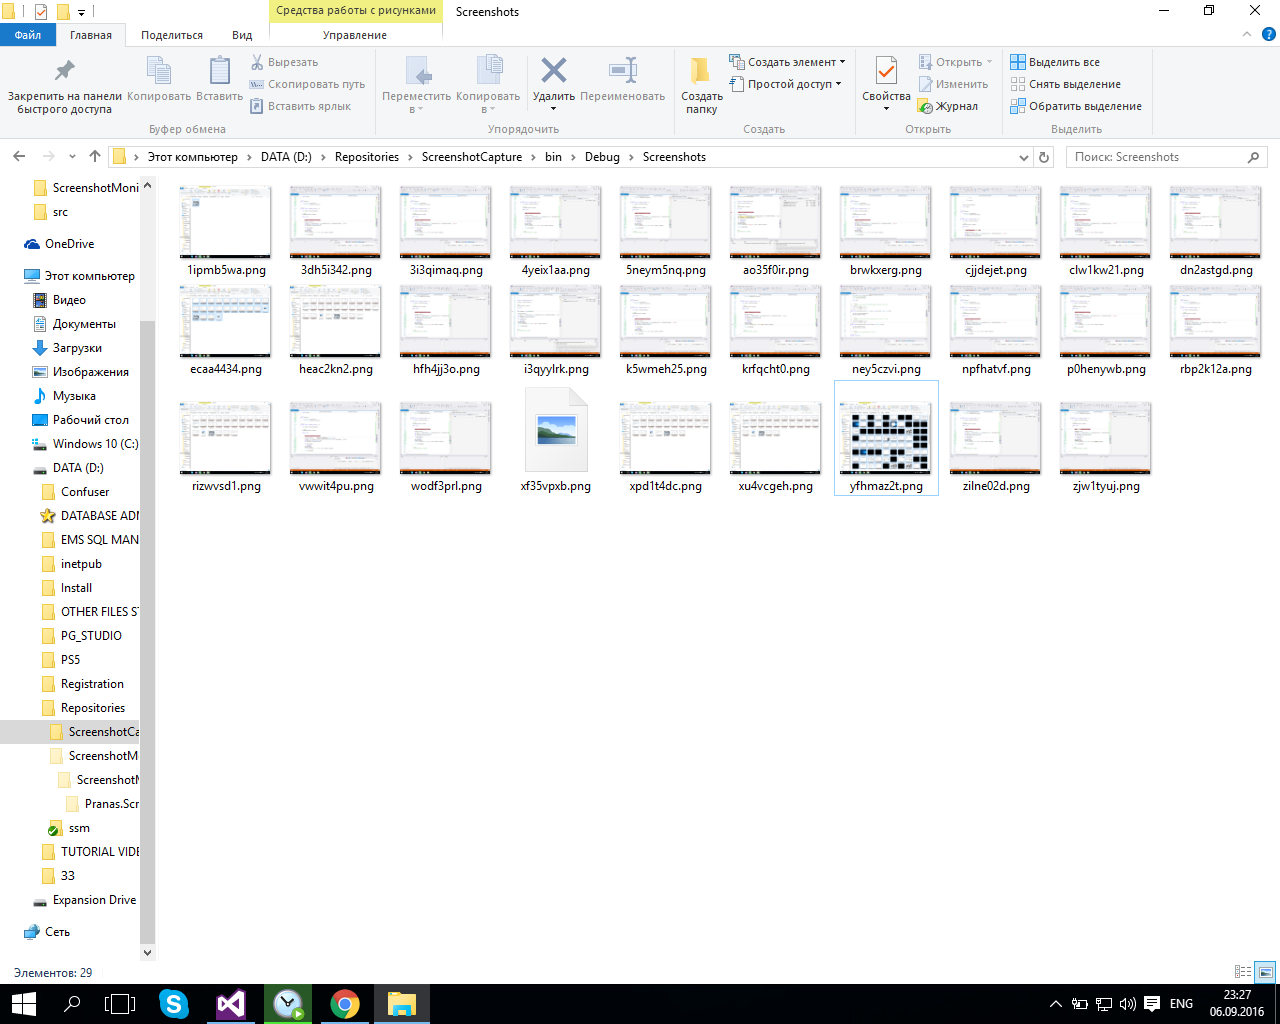 Средства работы с рисунками
Screenshots
Файл
Главная
Поделиться
Вид
Управление
Закрепить на панели
быстрого доступа
Копировать
Вставить
Вырезать
Скопировать путь
Вставить ярлык
Буфер обмена
Переместить
в
Копировать
в
Удалить
Переименовать
Упорядочить
Создать
папку
Создать элемент
Простой доступ
Создать
Свойства
Открыть
Изменить
Журнал
Открыть
Выделить все
Снять выделение
Обратить выделение
Выделить
Этот компьютер
DATA (D:)
Repositories
ScreenshotCapture
bin
Debug
Screenshots
Поиск: Screenshots
ScreenshotMoni
src
OneDrive
Этот компьютер
Видео
Документы
Загрузки
Изображения
Музыка
Рабочий стол
Windows 10 (C:)
DATA (D:)
Confuser
DATABASE ADM
EMS SQL MAN
inetpub
Install
OTHER FILES S
PG_STUDIO
PS5
Registration
Repositories
ScreenshotCa
ScreenshotM
Screenshot
Pranas.Scr
ssm
TUTORIAL VIDE
33
Expansion Drive
Сеть
1ipmb5wa.png
3dh5i342.png
3i3qimaq.png
4yeix1aa.png
5neym5nq.png
ao35f0ir.png
brwkxerg.png
cjjdejet.png
clw1kw21.png
dn2astgd.png
ecaa4434.png
heac2kn2.png
hfh4jj3o.png
i3qyylrk.png
k5wmeh25.png
krfqcht0.png
ney5czvi.png
npfhatvf.png
p0henywb.png
rbp2k12a.png
rizwvsd1.png
vwwit4pu.png
wodf3prl.png
xf35vpxb.png
xpd1t4dc.png
xu4vcgeh.png
yfhmaz2t.png
zilne02d.png
zjw1tyuj.png
Элементов: 29
ENG
23:27
06.09.2016